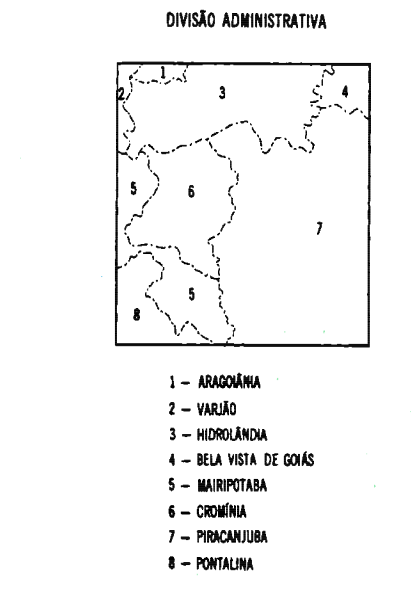 DIVISÃO ADMINISTRATIVA
1
2
3
4
5
6
7
5
8
1 – ARAGOIÂNIA
2 – VARJÃO
3 – HIDROLÂNDIA
4 – BELA VISTA DE GOIÁS
5 – MAIRIPOTABA
6 – CROMÍNIA
7 – PIRACANJUBA
8 – PONTALINA